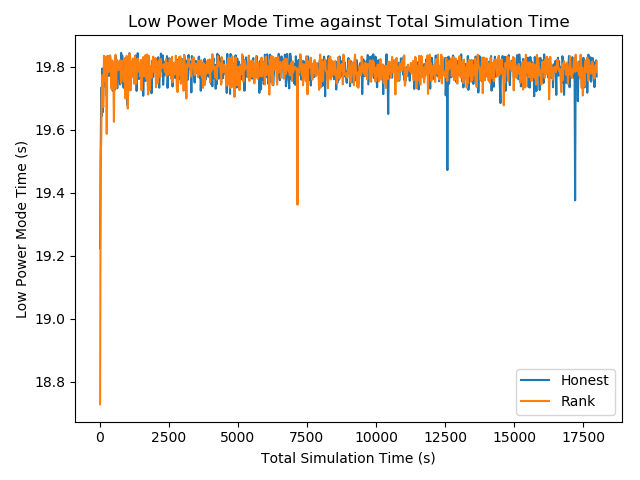 Low Power Mode Time against Total Simulation Time
Low Power Mode Time (s)
19.8
19.6
19.4
19.2
19.0
18.8
0 2500 5000 7500 10000 12500 15000 17500
Total Simulation Time (s)
Honest
Rank